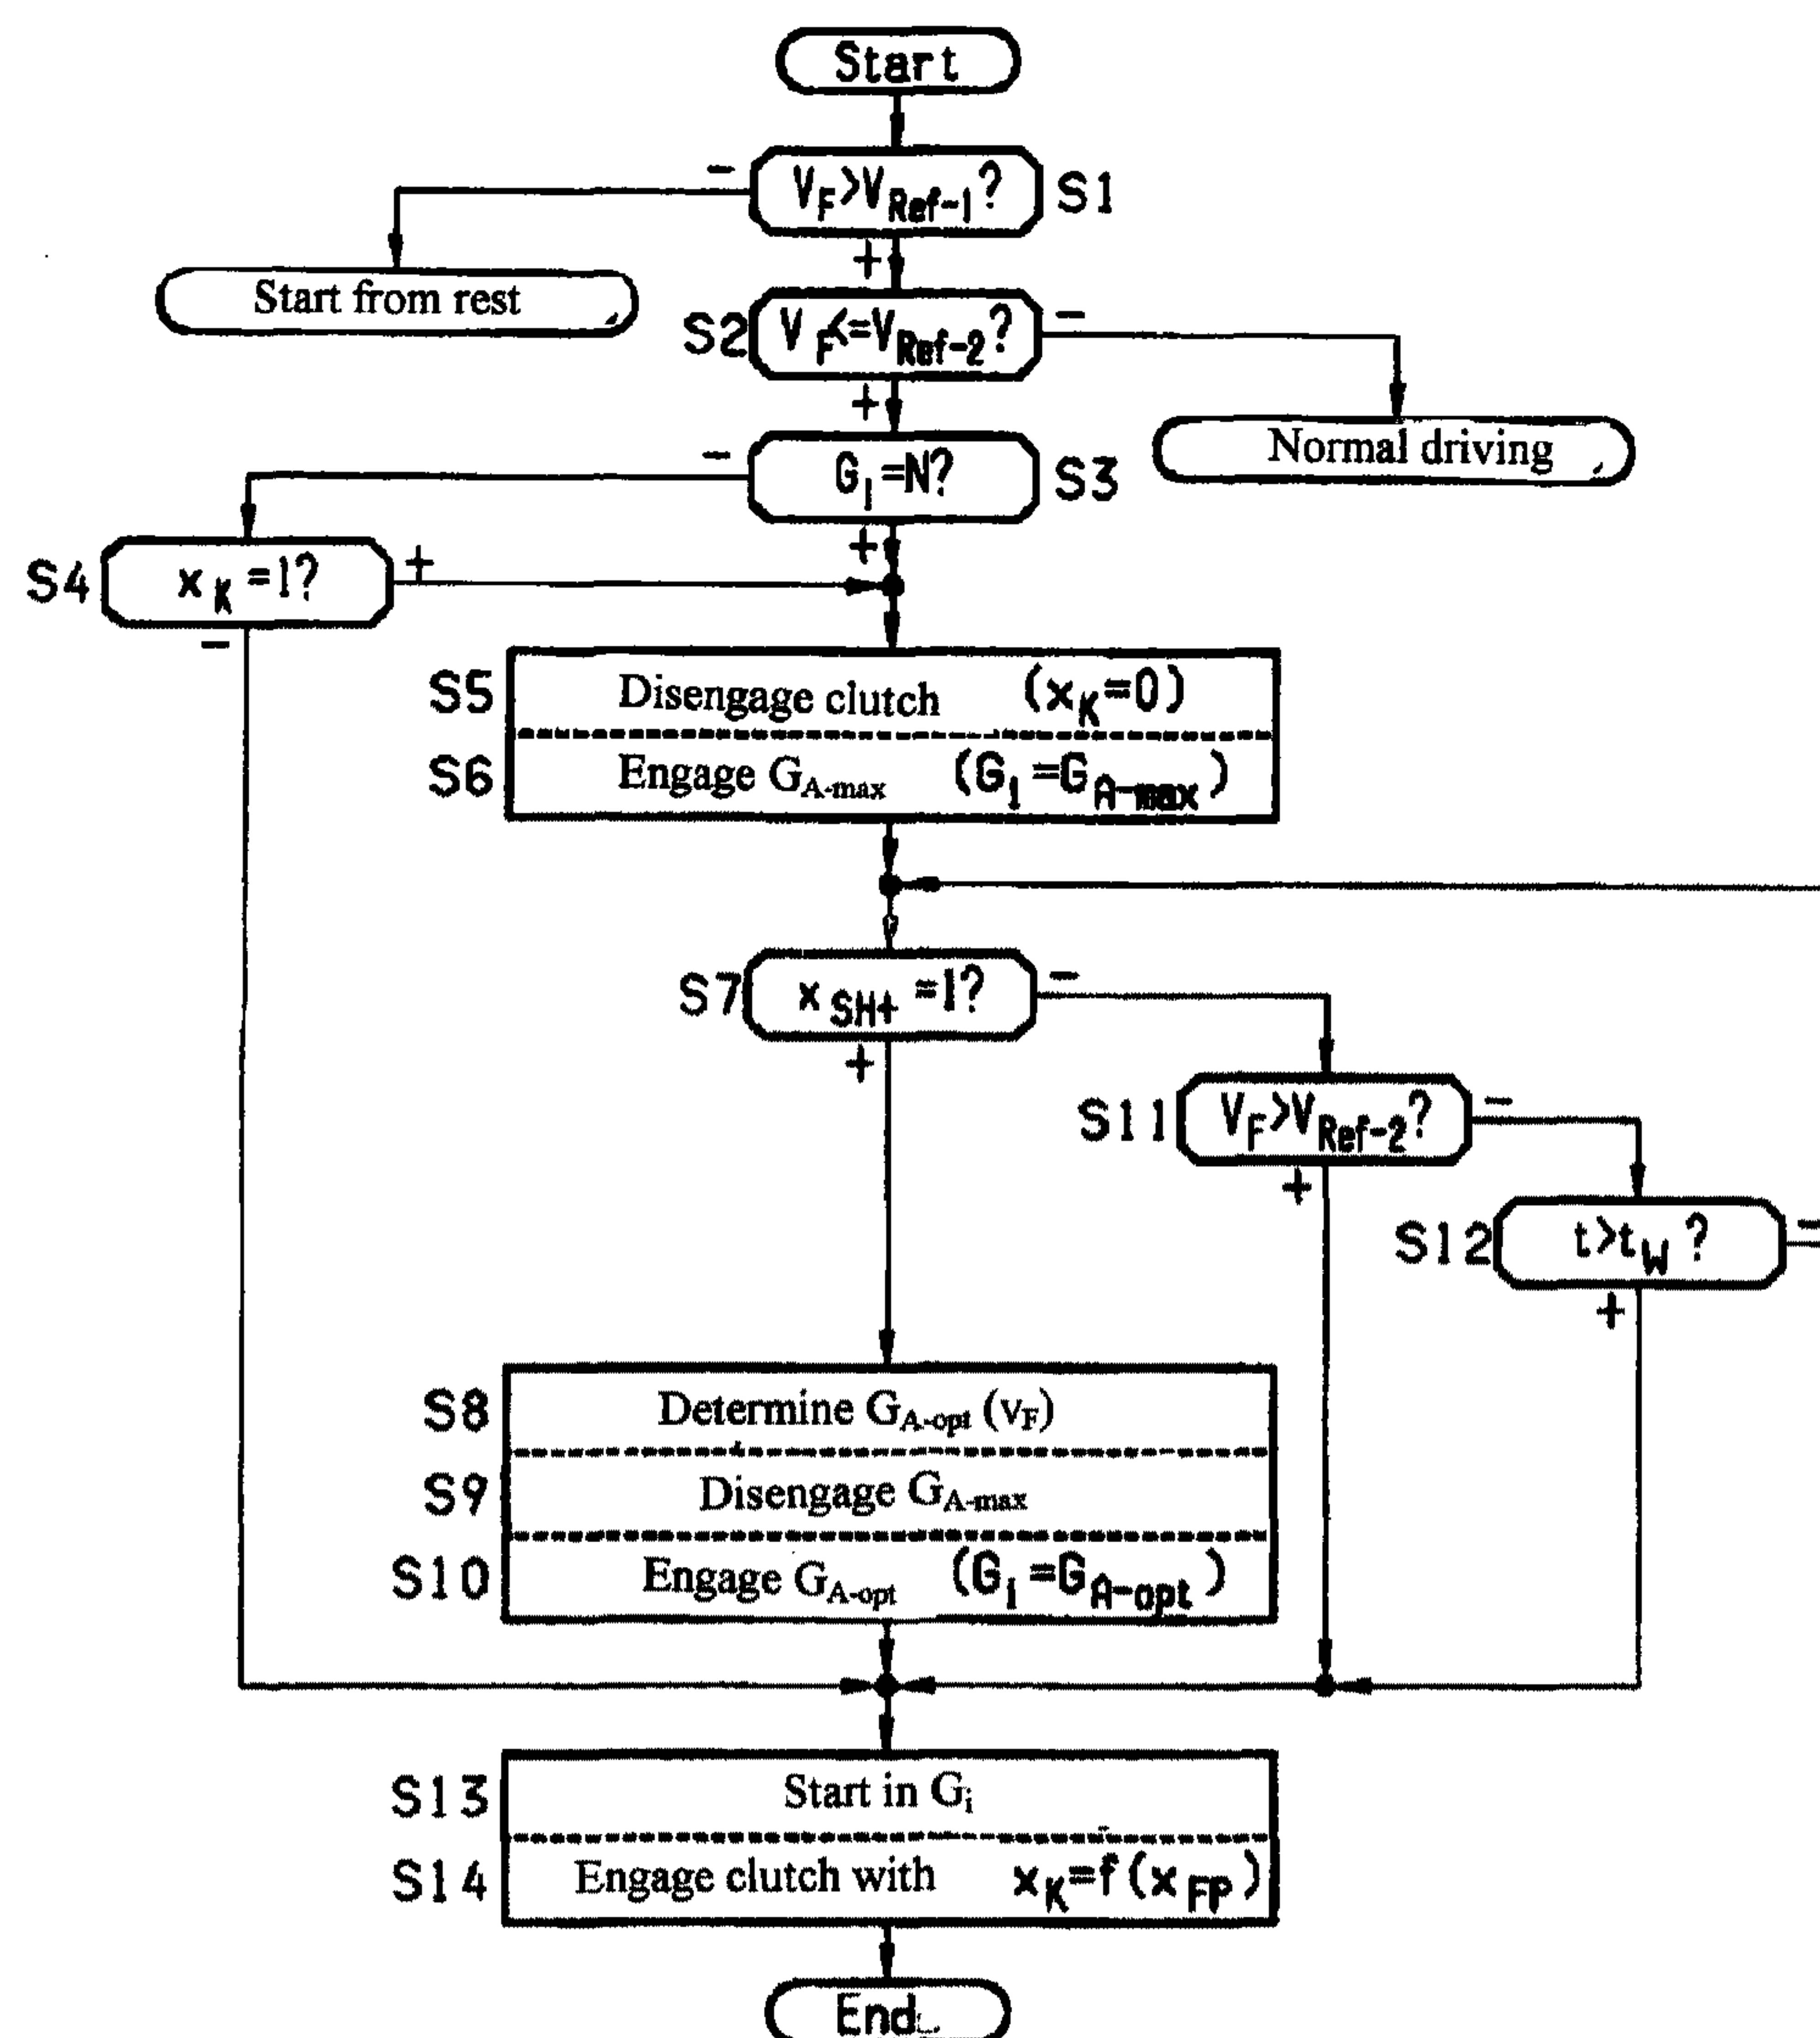 Start
- V_F>V_Ref-1? S1
+
Start from rest
S2 V_F<=V_Ref-2? -
+
Normal driving
- G_i=N? S3
+
S4 x_K=1? +
-
S5 Disengage clutch (x_K=0)
S6 Engage G_A-max (G_i=G_A-max)
S7 x_SHt=1? -
+
S11 V_F>V_Ref-2? -
+
S12 t>t_W? -
+
S8 Determine G_A-opt (v_F)
S9 Disengage G_A-max
S10 Engage G_A-opt (G_i=G_A-opt)
S13 Start in G_i
S14 Engage clutch with x_K=f(x_FP)
End